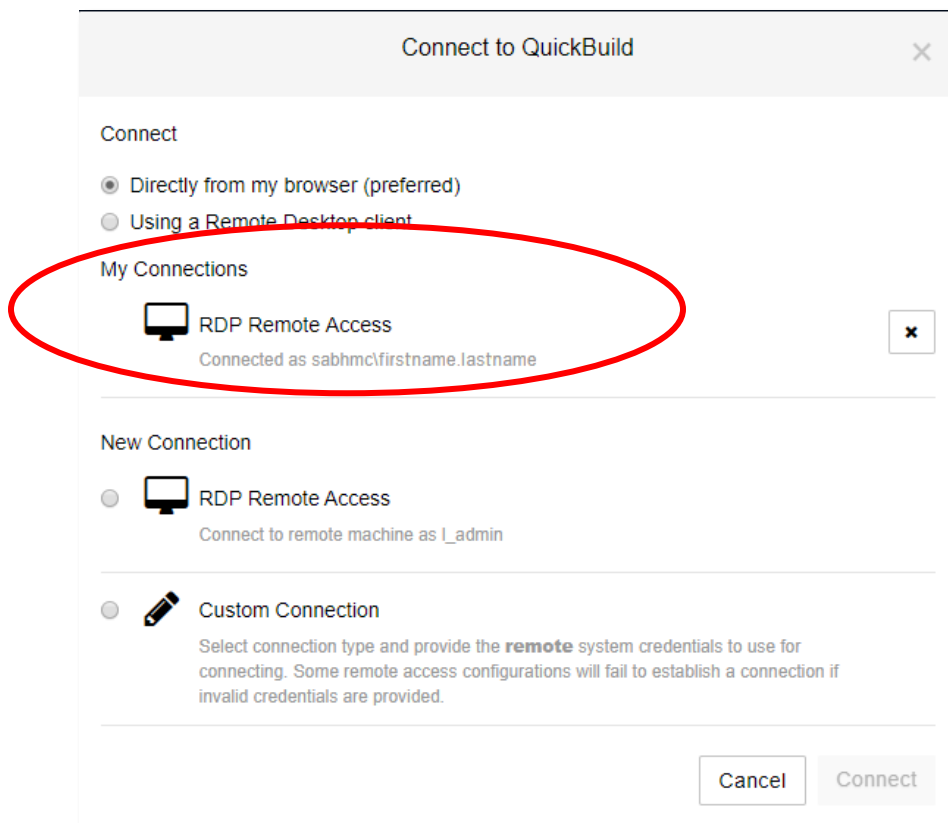 Connect to QuickBuild
Connect
Directly from my browser (preferred)
Using a Remote Desktop client
My Connections
RDP Remote Access
Connected as sabhmc\firstname.lastname
New Connection
RDP Remote Access
Connect to remote machine as l_admin
Custom Connection
Select connection type and provide the remote system credentials to use for
connecting. Some remote access configurations will fail to establish a connection if
invalid credentials are provided.
Cancel
Connect